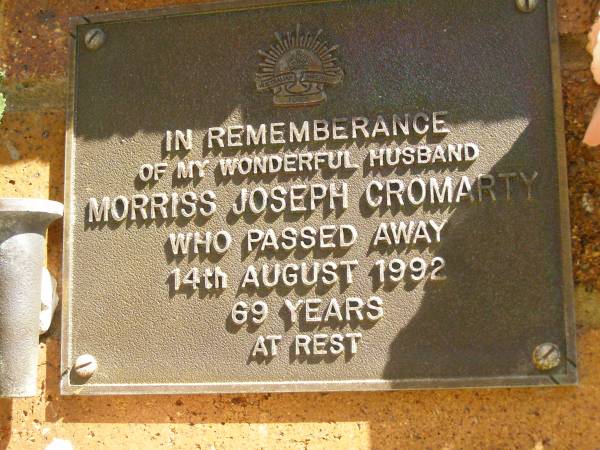 IN REMEMBERANCE
OF MY WONDERFUL HUSBAND
MORRISS JOSEPH CROMARTY
WHO PASSED AWAY
14th AUGUST 1992
69 YEARS
AT REST